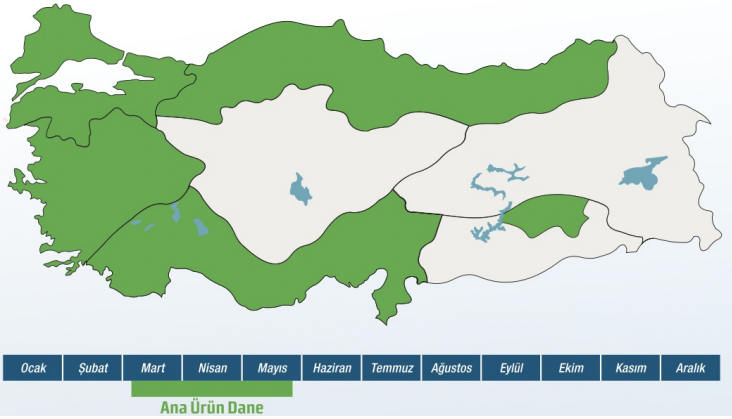 Ocak Şubat Mart Nisan Mayıs Haziran Temmuz Ağustos Eylül Ekim Kasım Aralık
Ana Ürün Dane